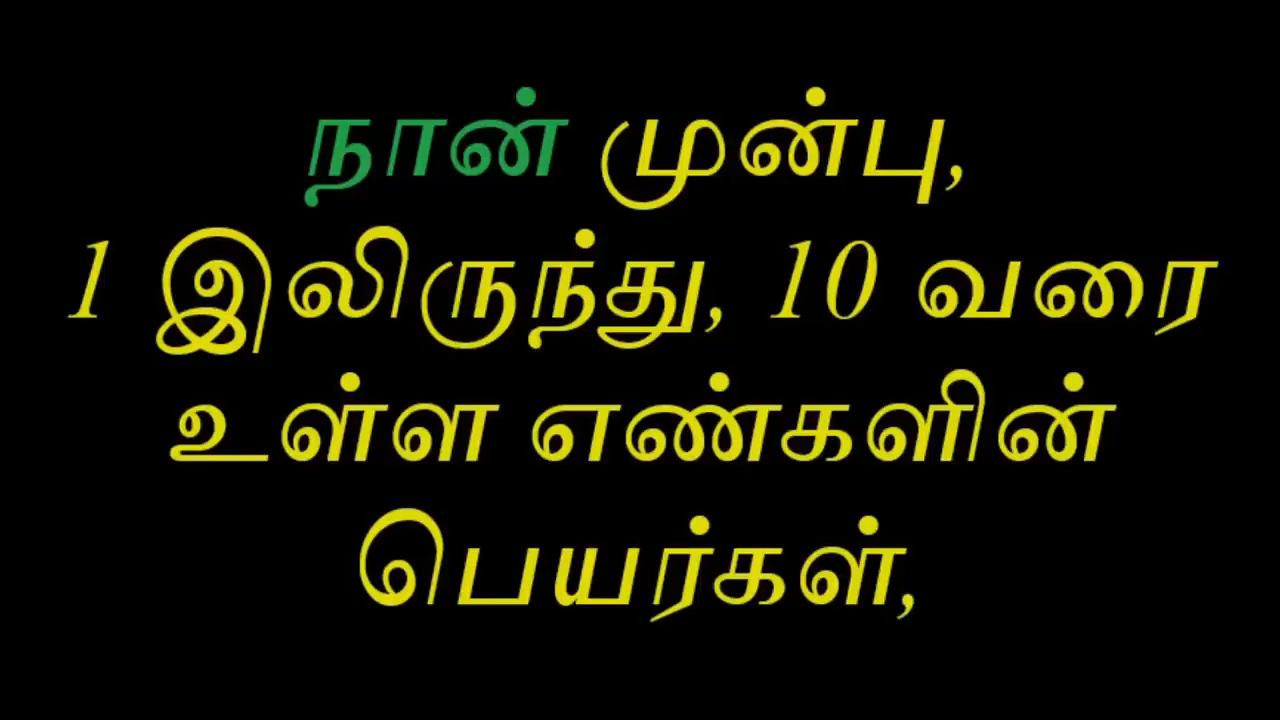 நான் முன்பு,
1 இலிருந்து, 10 வரை
உள்ள எண்களின்
பெயர்கள்,